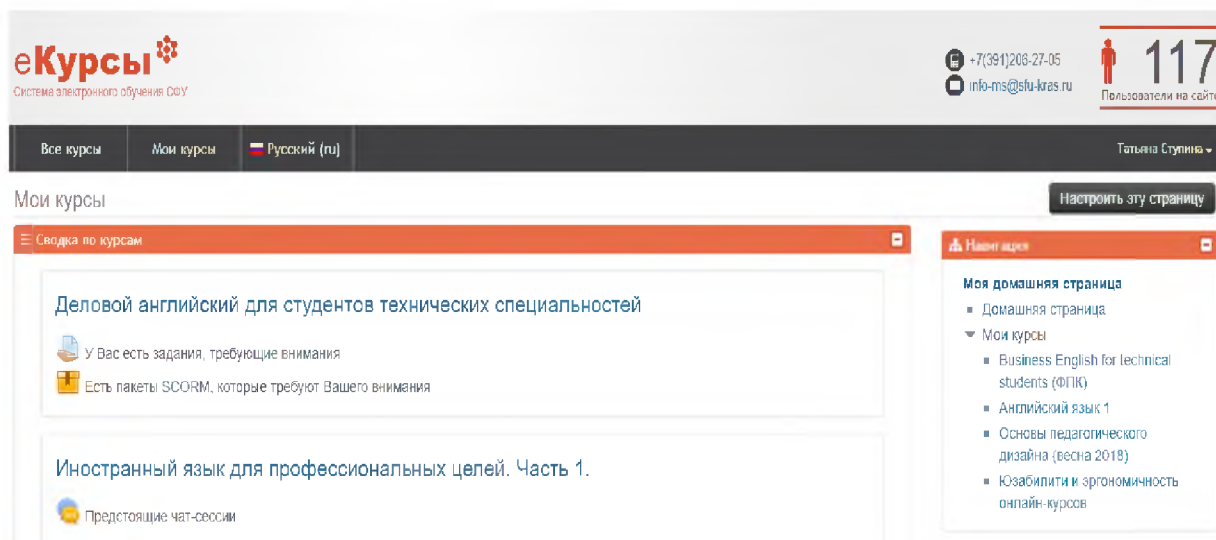 еКурсы
Система электронного обучения СФУ
+7(391)206-27-05
info-ms@sfu-kras.ru
117
Пользователи на сайте
Все курсы
Мои курсы
Русский (ru)
Татьяна Ступина
Мои курсы
Настроить эту страницу
Сводка по курсам
Деловой английский для студентов технических специальностей
У Вас есть задания, требующие внимания
Есть пакеты SCORM, которые требуют Вашего внимания
Иностранный язык для профессиональных целей. Часть 1.
Предстоящие чат-сессии
Навигация
Моя домашняя страница
Домашняя страница
Мои курсы
Business English for technical
students (ФПК)
Английский язык 1
Основы педагогического
дизайна (весна 2018)
Юзабилити и эргономичность
онлайн-курсов